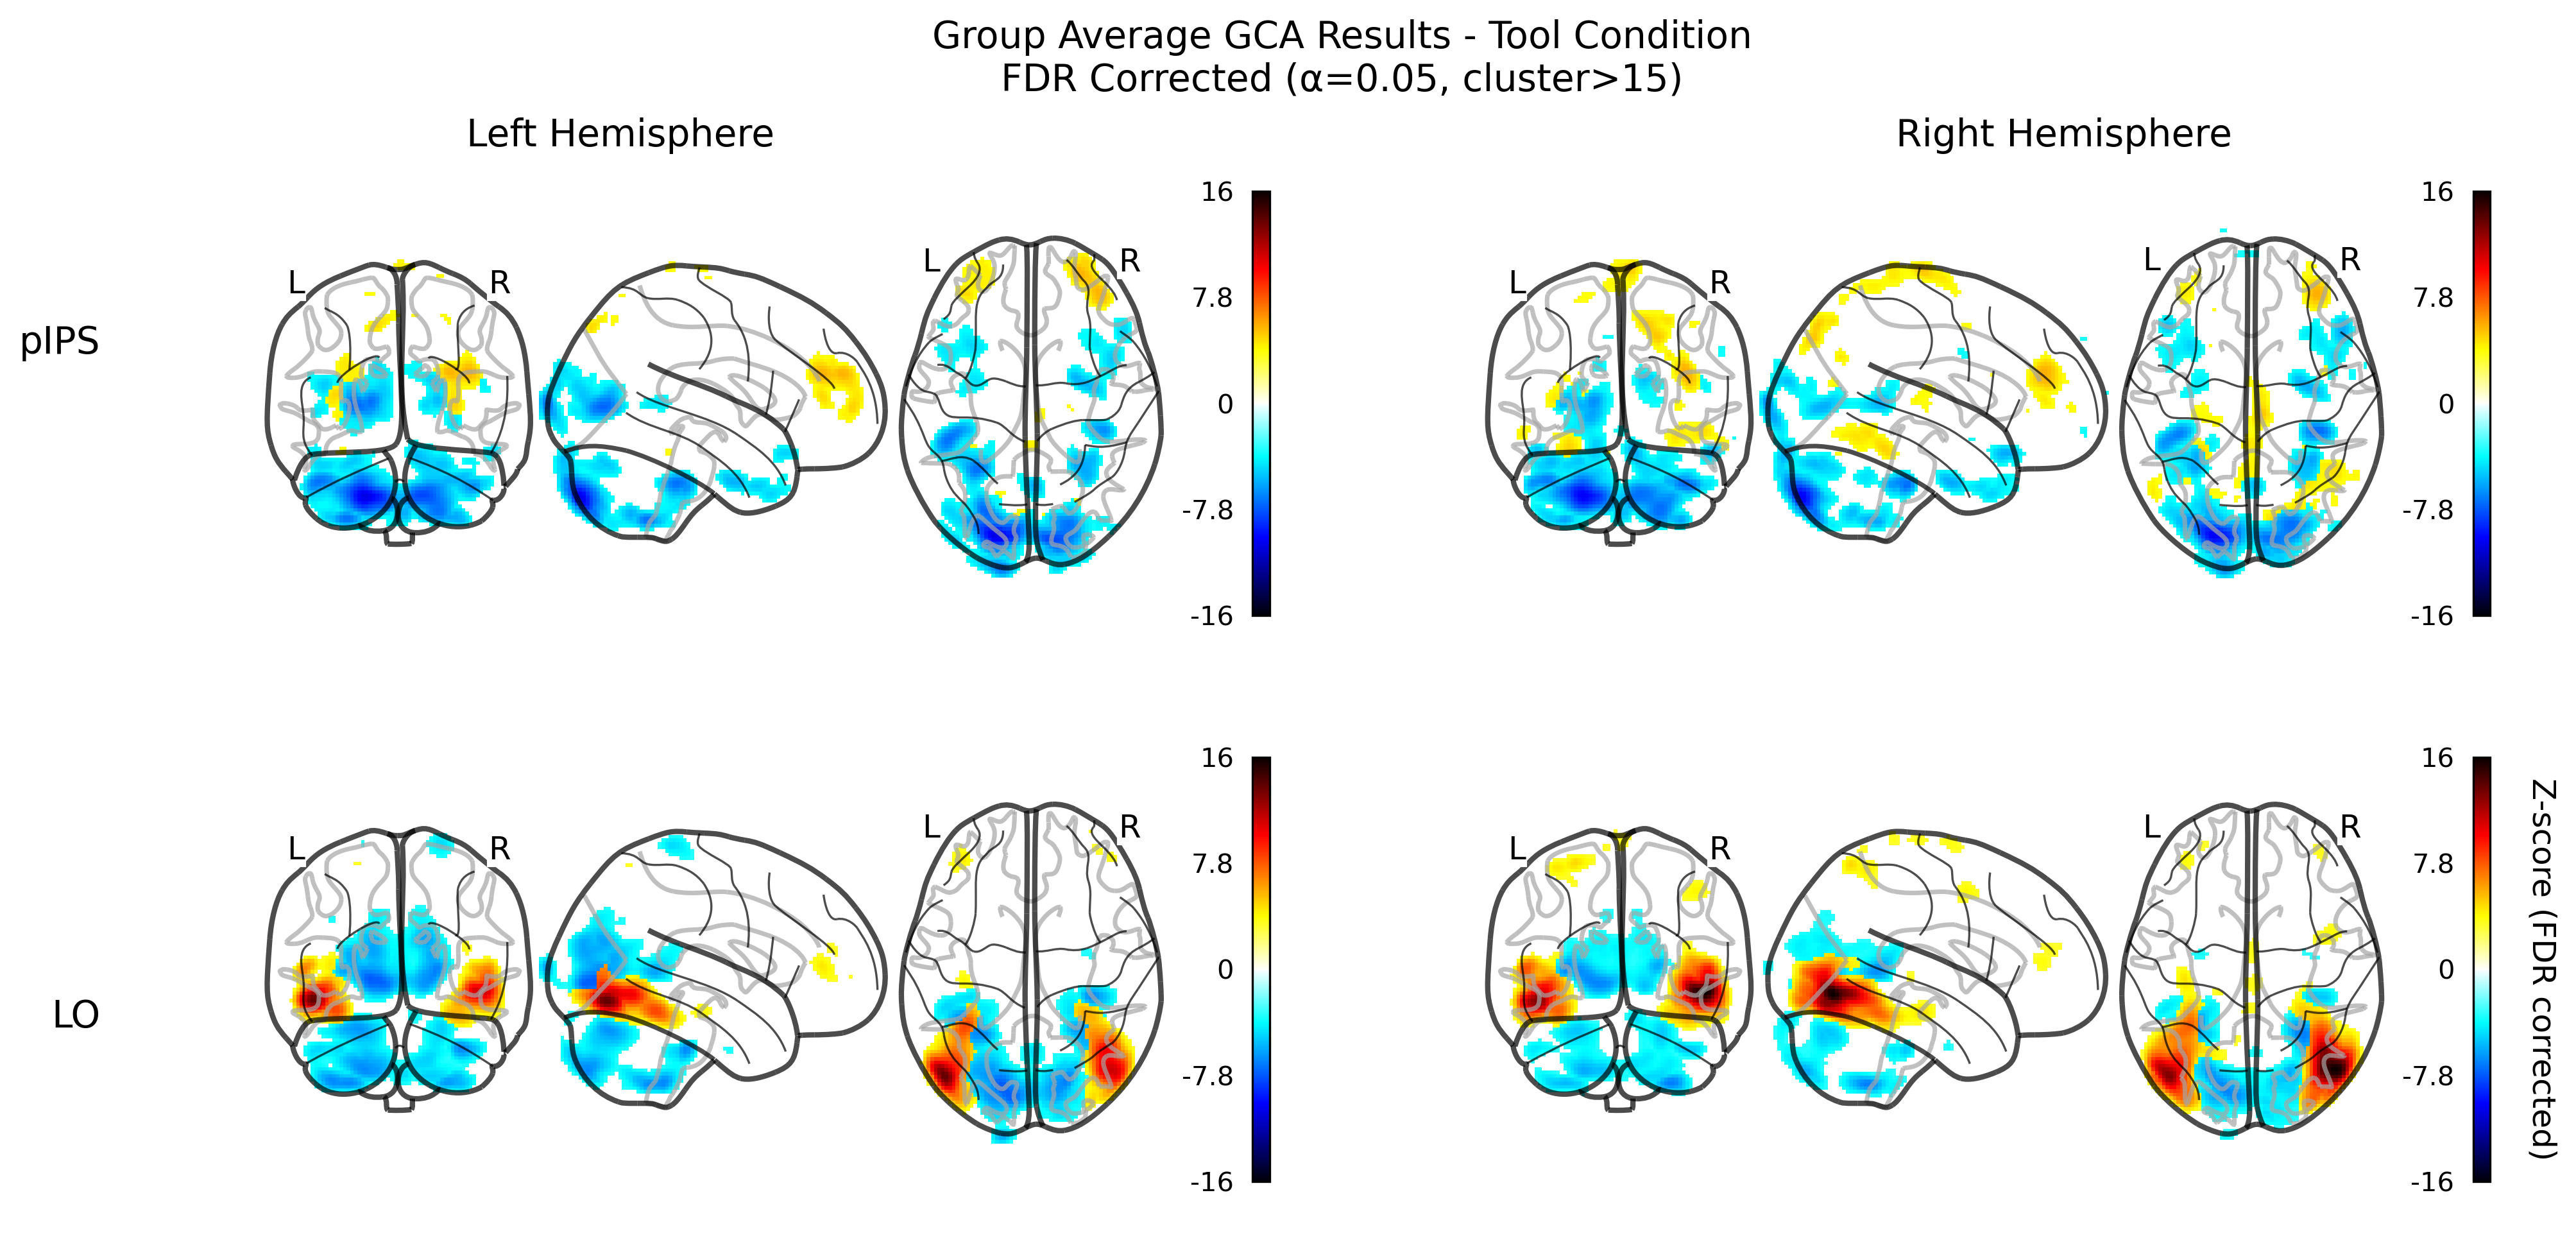 Group Average GCA Results - Tool Condition
FDR Corrected (α=0.05, cluster>15)
Left Hemisphere
Right Hemisphere
pIPS
L R L R
16
7.8
0
-7.8
-16
L R L R
16
7.8
0
-7.8
-16
LO
L R L R
16
7.8
0
-7.8
-16
L R L R
16
7.8
0
-7.8
-16
Z-score (FDR corrected)